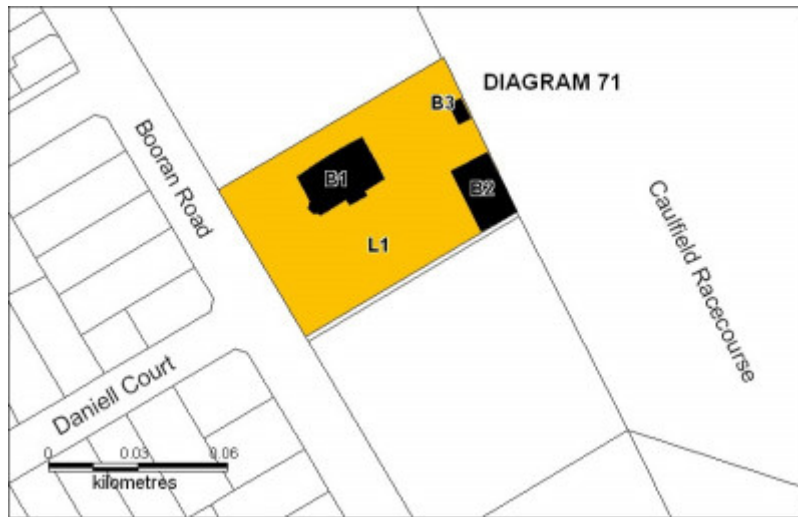 DIAGRAM 71
B3
Booran Road
B1
B2
Caulfield Racecourse
L1
Daniell Court
0 0.03 0.06
kilometres